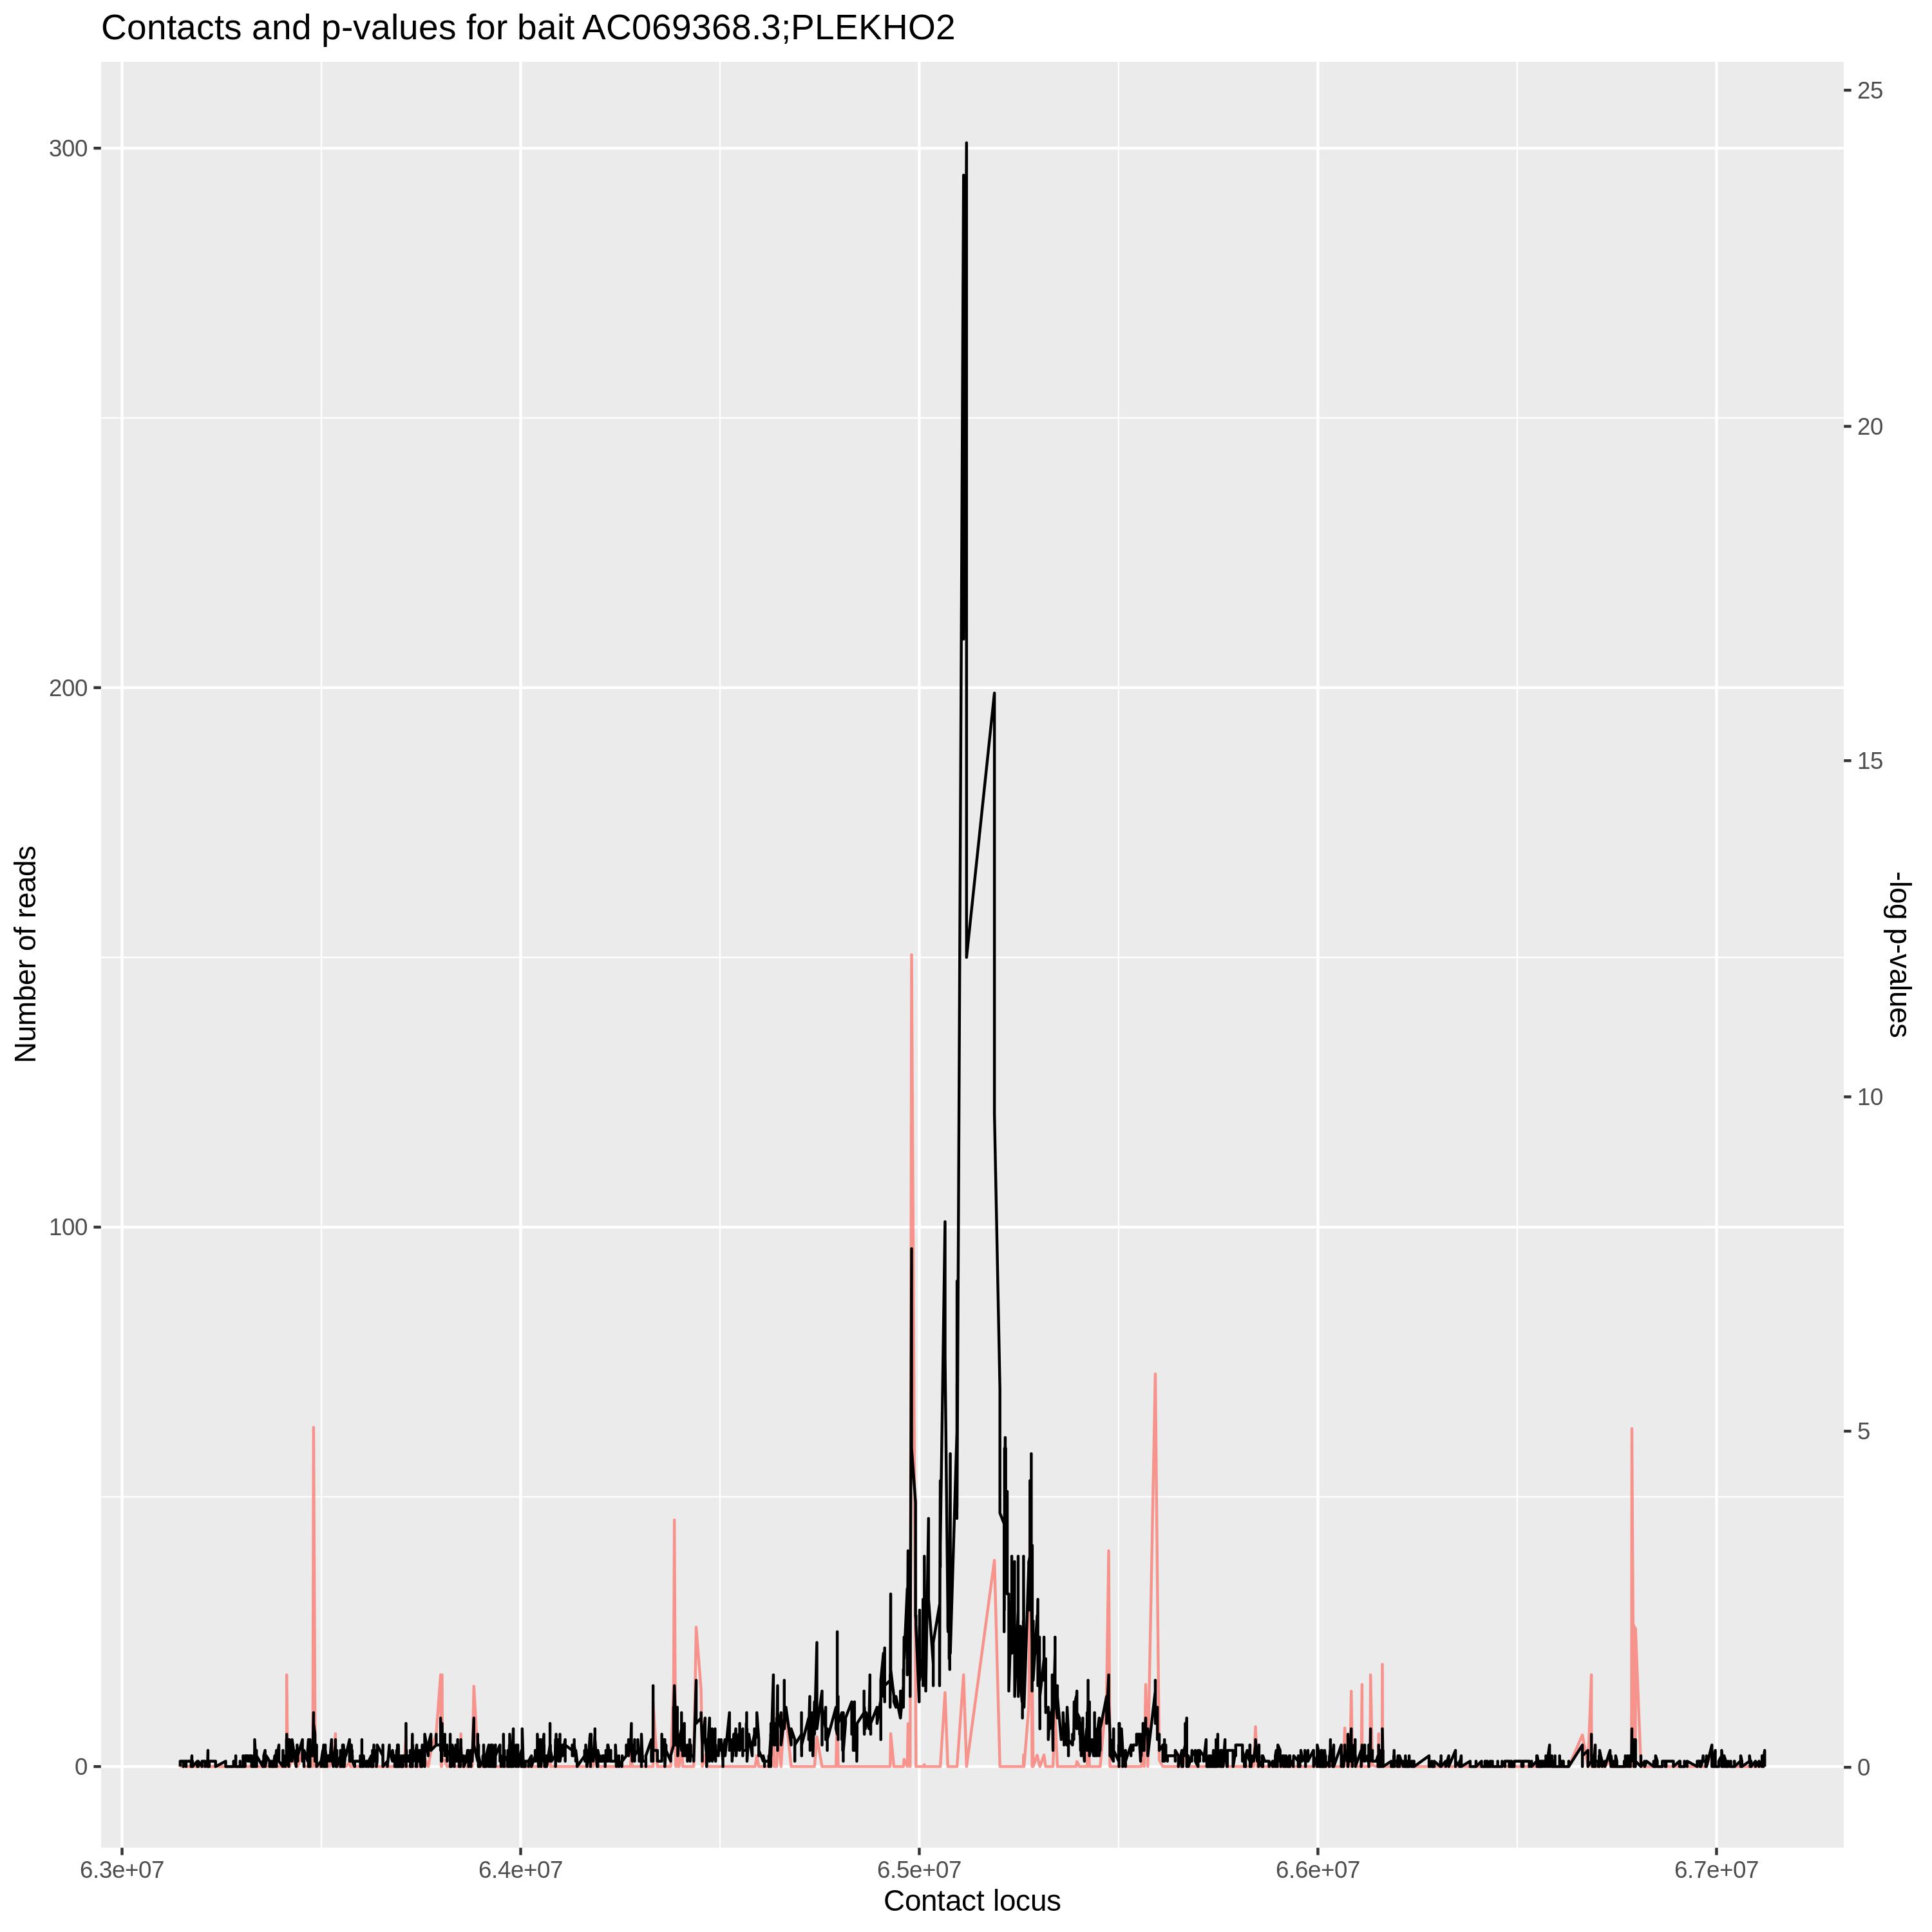 Contacts and p-values for bait AC069368.3;PLEKHO2
300
200
100
0
Number of reads
25
20
15
10
5
0
-log p-values
6.3e+07
6.4e+07
6.5e+07
6.6e+07
6.7e+07
Contact locus